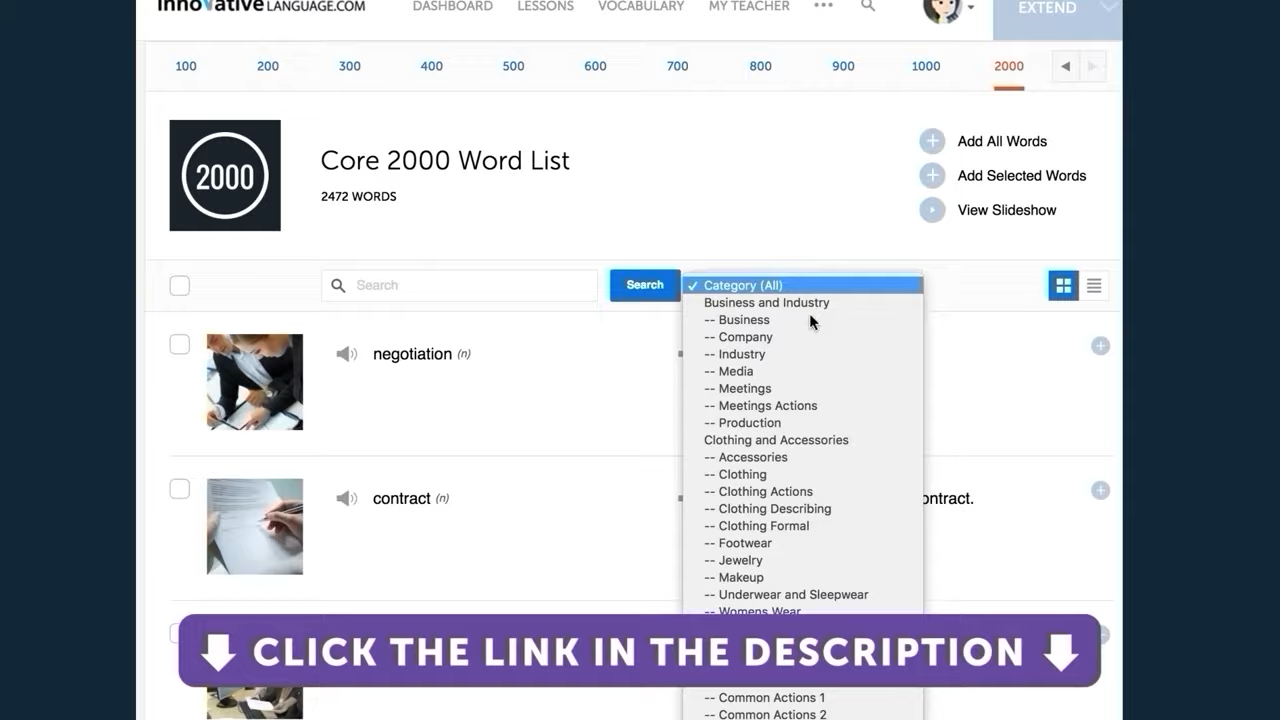 innovative LANGUAGE.COM
DASHBOARD LESSONS VOCABULARY MY TEACHER ••• EXTEND
100 200 300 400 500 600 700 800 900 1000 2000
2000
Core 2000 Word List
2472 WORDS
Add All Words
Add Selected Words
View Slideshow
Search
Search
✓ Category (All)
Business and Industry
-- Business
-- Company
-- Industry
-- Media
-- Meetings
-- Meetings Actions
-- Production
Clothing and Accessories
-- Accessories
-- Clothing
-- Clothing Actions
-- Clothing Describing
-- Clothing Formal
-- Footwear
-- Jewelry
-- Makeup
-- Underwear and Sleepwear
-- Womens Wear
-- Common Actions 1
-- Common Actions 2
negotiation (n)
contract (n)
ontract.
CLICK THE LINK IN THE DESCRIPTION